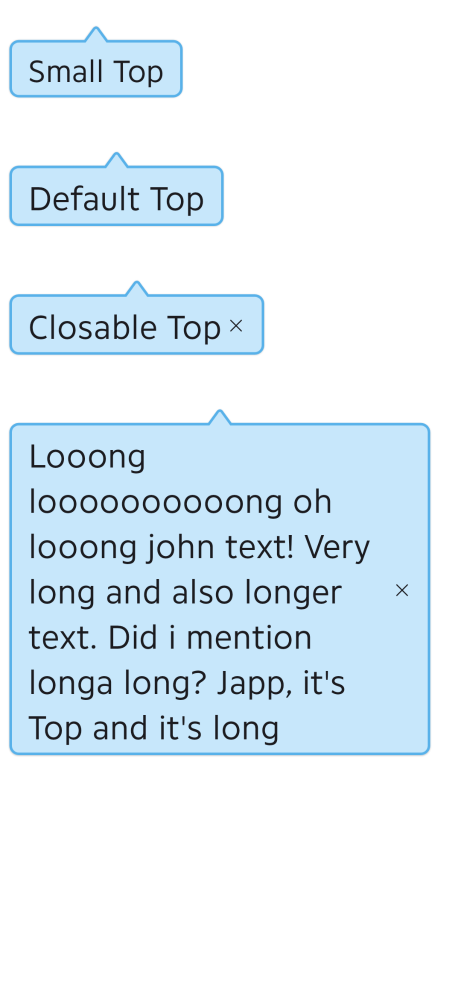 Small Top
Default Top
Closable Top ×
Looong
looooooooooong oh
looong john text! Very
long and also longer
text. Did i mention
longa long? Japp, it's
Top and it's long
×